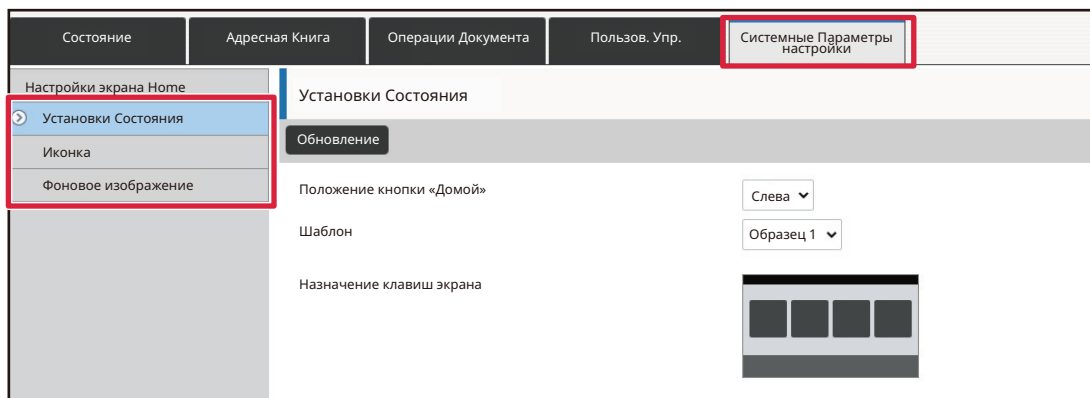 Состояние
Адресная Книга
Операции Документа
Пользов. Упр.
Системные Параметры
настройки
Настройки экрана Home
Установки Состояния
Иконка
Фоновое изображение
Установки Состояния
Обновление
Положение кнопки «Домой»
Слева
Шаблон
Образец 1
Назначение клавиш экрана